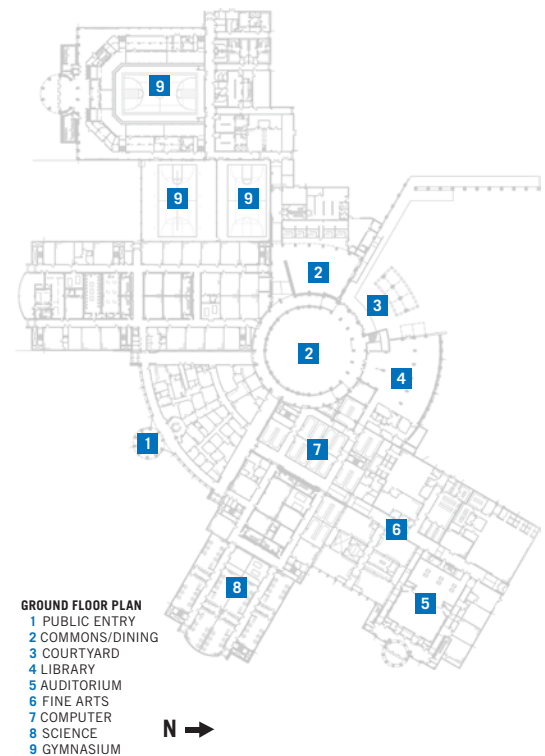 9
9 9
2
3
2
4
1
7
6
8
5
GROUND FLOOR PLAN
1 PUBLIC ENTRY
2 COMMONS/DINING
3 COURTYARD
4 LIBRARY
5 AUDITORIUM
6 FINE ARTS
7 COMPUTER
8 SCIENCE
9 GYMNASIUM
N